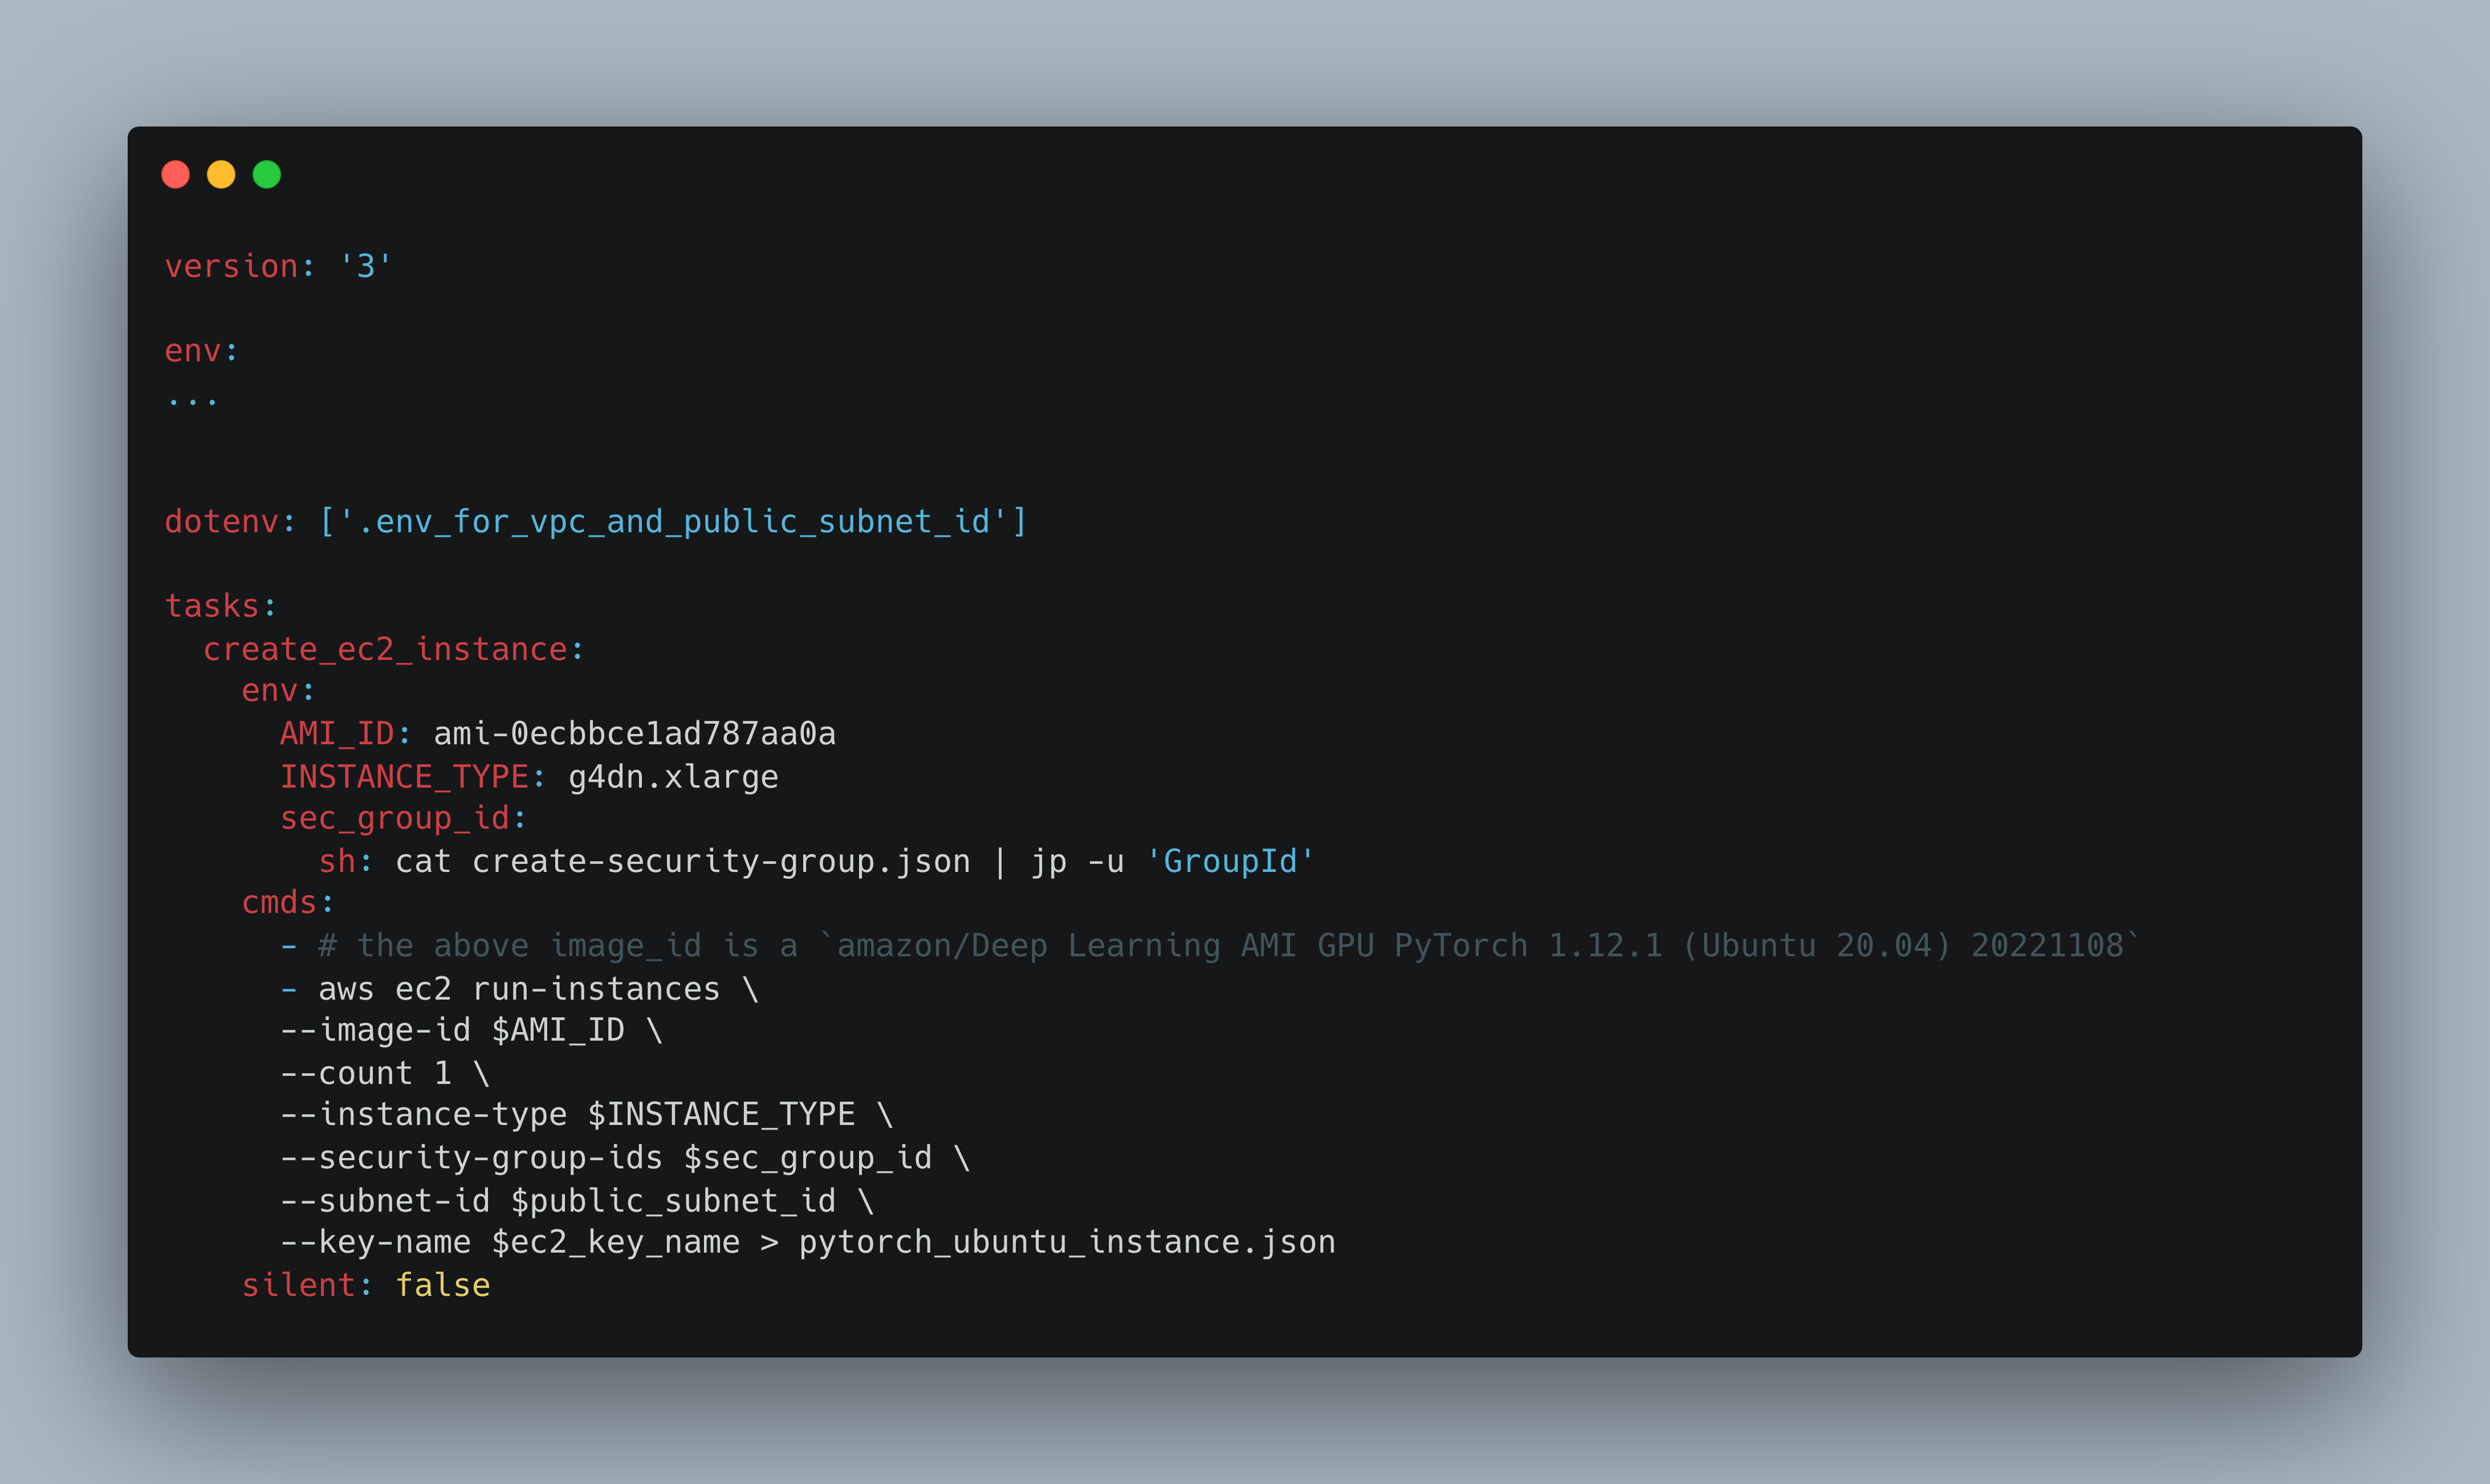 version: '3'
env:
...
dotenv: ['.env_for_vpc_and_public_subnet_id']
tasks:
  create_ec2_instance:
    env:
      AMI_ID: ami-0ecbbce1ad787aa0a
      INSTANCE_TYPE: g4dn.xlarge
      sec_group_id:
        sh: cat create-security-group.json | jp -u 'GroupId'
    cmds:
      - # the above image_id is a `amazon/Deep Learning AMI GPU PyTorch 1.12.1 (Ubuntu 20.04) 20221108`
      - aws ec2 run-instances \
      --image-id $AMI_ID \
      --count 1 \
      --instance-type $INSTANCE_TYPE \
      --security-group-ids $sec_group_id \
      --subnet-id $public_subnet_id \
      --key-name $ec2_key_name > pytorch_ubuntu_instance.json
    silent: false